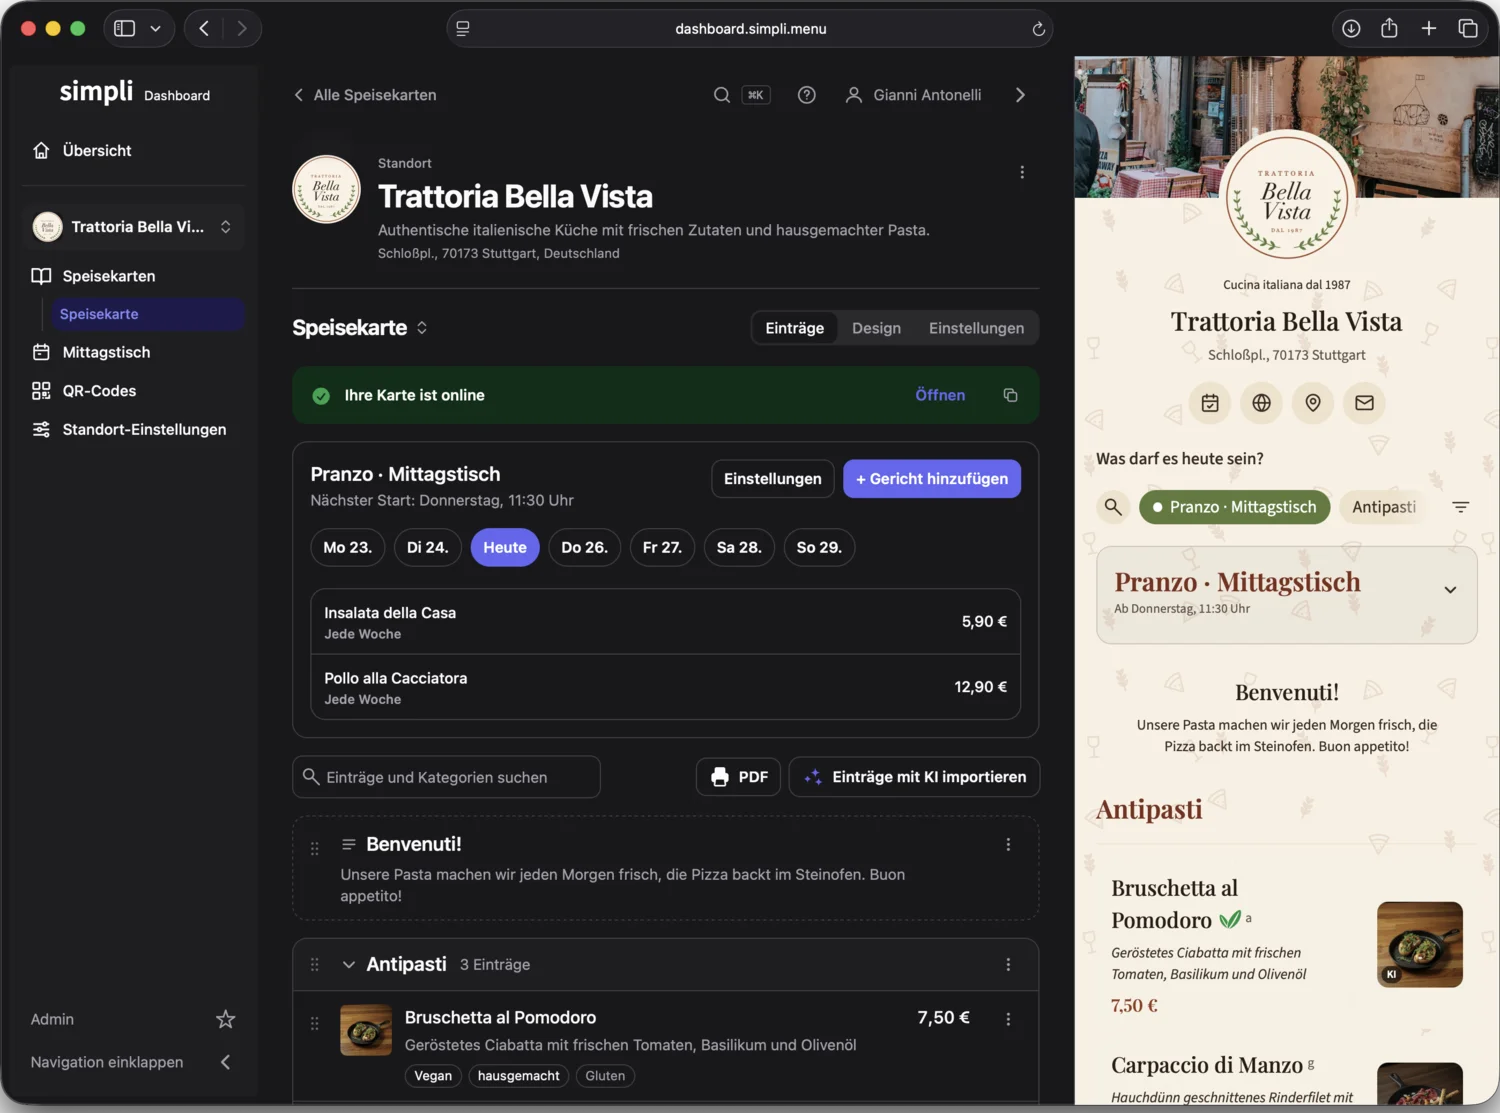 dashboard.simpli.menu
simpli Dashboard
Übersicht
Trattoria Bella Vi...
Speisekarten
Speisekarte
Mittagstisch
QR-Codes
Standort-Einstellungen
Admin
Navigation einklappen
Alle Speisekarten
⌘K
Gianni Antonelli
TRATTORIA
Bella
Vista
Standort
Trattoria Bella Vista
Authentische italienische Küche mit frischen Zutaten und hausgemachter Pasta.
Schloßpl., 70173 Stuttgart, Deutschland
Speisekarte
Einträge
Design
Einstellungen
Ihre Karte ist online
Öffnen
Pranzo · Mittagstisch
Nächster Start: Donnerstag, 11:30 Uhr
Einstellungen
+ Gericht hinzufügen
Mo 23.
Di 24.
Heute
Do 26.
Fr 27.
Sa 28.
So 29.
Insalata della Casa
Jede Woche
5,90 €
Pollo alla Cacciatora
Jede Woche
12,90 €
Einträge und Kategorien suchen
PDF
Einträge mit KI importieren
Benvenuti!
Unsere Pasta machen wir jeden Morgen frisch, die Pizza backt im Steinofen. Buon
appetito!
Antipasti 3 Einträge
Bruschetta al Pomodoro
7,50 €
Geröstetes Ciabatta mit frischen Tomaten, Basilikum und Olivenöl
Vegan
hausgemacht
Gluten
TRATTORIA
Bella
Vista
DAL 1987
Cucina italiana dal 1987
Trattoria Bella Vista
Schloßpl., 70173 Stuttgart
Was darf es heute sein?
Pranzo · Mittagstisch
Antipasti
Pranzo · Mittagstisch
Ab Donnerstag, 11:30 Uhr
Benvenuti!
Unsere Pasta machen wir jeden Morgen frisch, die
Pizza backt im Steinofen. Buon appetito!
Antipasti
Bruschetta al
Pomodoro a
Geröstetes Ciabatta mit frischen
Tomaten, Basilikum und Olivenöl
7,50 €
KI
Carpaccio di Manzo g
Hauchdünn geschnittenes Rinderfilet mit